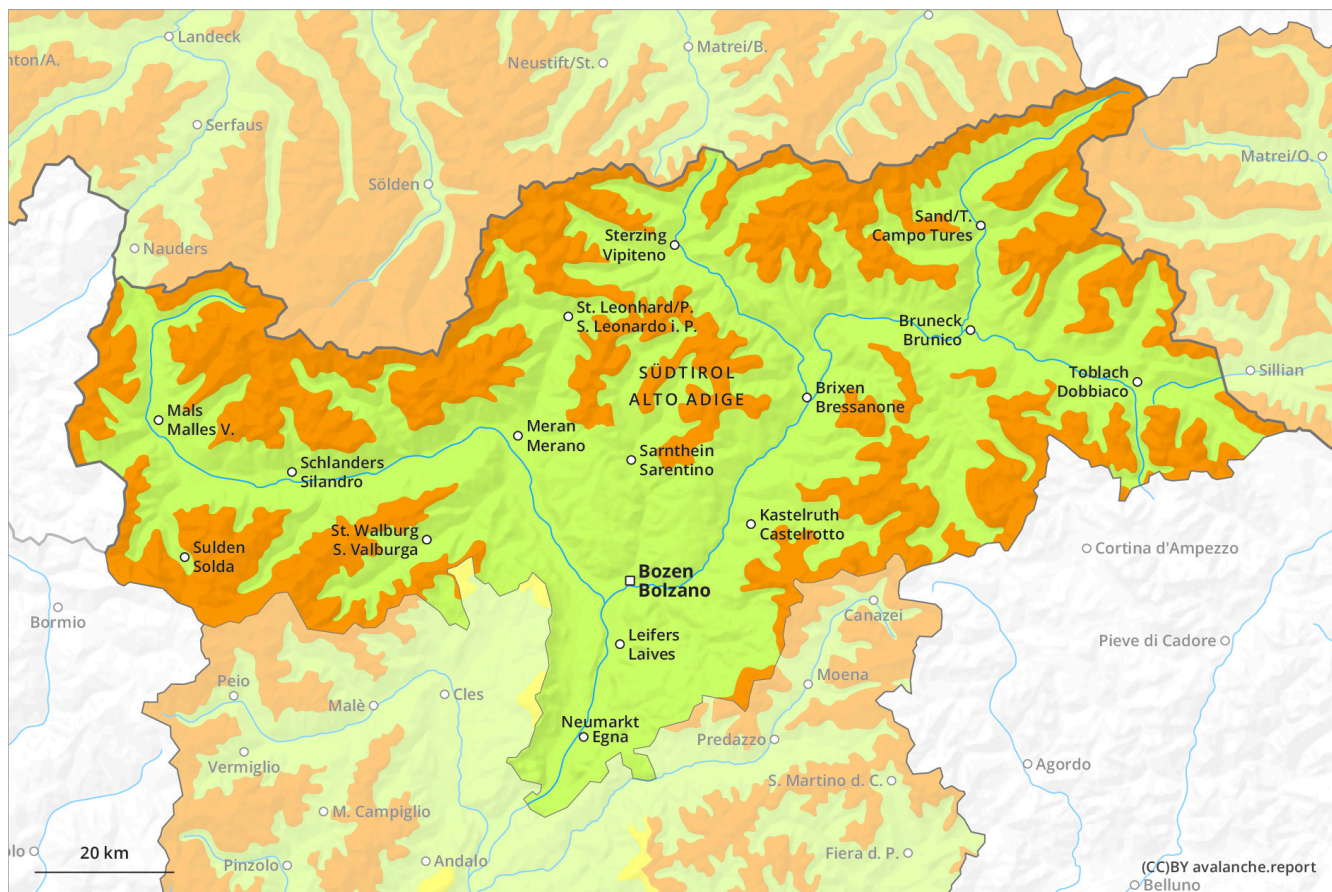 Landeck
nton/A.
Matrei/B.
Neustift/St.
Serfaus
Matrei/O.
Sölden
Sand/T.
Campo Tures
Sterzing
Vipiteno
Nauders
St. Leonhard/P.
S. Leonardo i. P.
Bruneck
Brunico
SÜDTIROL
ALTO ADIGE
Toblach
Dobbiaco
Sillian
Brixen
Bressanone
Mals
Malles V.
Meran
Merano
Sarnthein
Sarentino
Schlanders
Silandro
Kastelruth
Castelrotto
St. Walburg
S. Valburga
Sulden
Solda
Cortina d'Ampezzo
Bozen
Bolzano
Bormio
Canazei
Leifers
Laives
Pieve di Cadore
Peio
Moena
Malè
Cles
Neumarkt
Egna
Predazzo
Vermiglio
Agordo
S. Martino d. C.
M. Campiglio
20 km
olo
Pinzolo
Andalo
Fiera d. P.
(CC)BY avalanche.report
Belluno